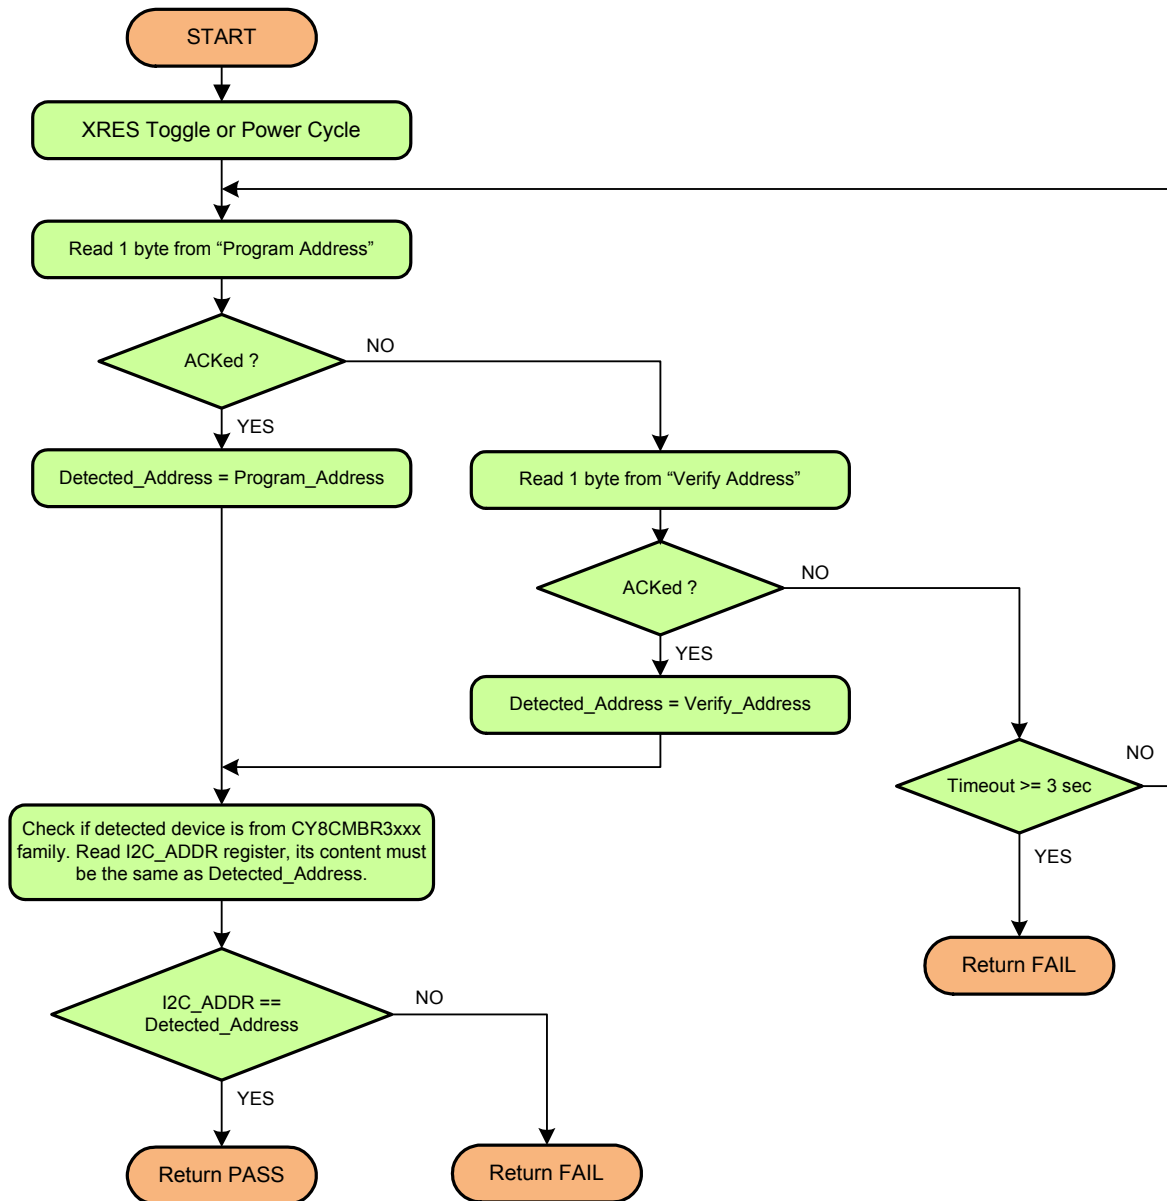 START
XRES Toggle or Power Cycle
Read 1 byte from “Program Address”
ACKed ?
NO
YES
Detected_Address = Program_Address
Read 1 byte from “Verify Address”
ACKed ?
NO
YES
Detected_Address = Verify_Address
Timeout >= 3 sec
NO
YES
Return FAIL
Check if detected device is from CY8CMBR3xxx
family. Read I2C_ADDR register, its content must
be the same as Detected_Address.
I2C_ADDR ==
Detected_Address
NO
YES
Return PASS
Return FAIL